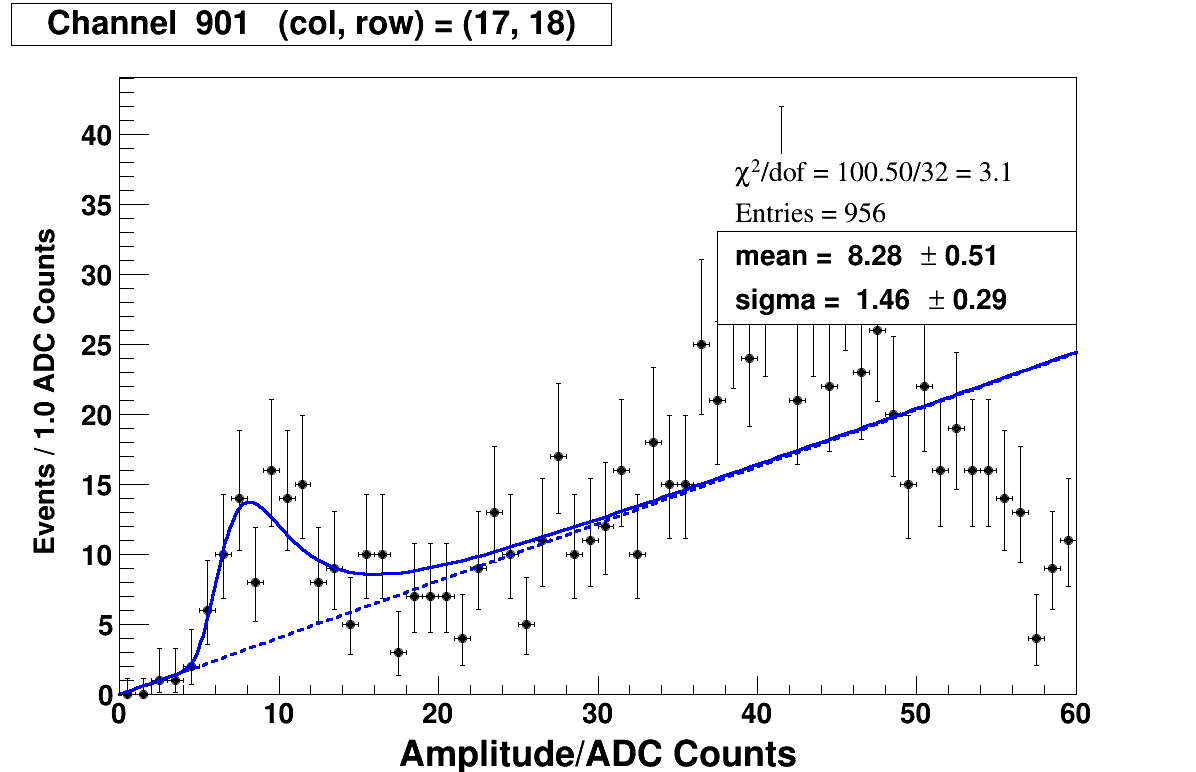 Channel 901 (col, row) = (17, 18)
χ²/dof = 100.50/32 = 3.1
Entries = 956
mean = 8.28 ± 0.51
sigma = 1.46 ± 0.29
Events / 1.0 ADC Counts
40
35
30
25
20
15
10
5
0
0 10 20 30 40 50 60
Amplitude/ADC Counts